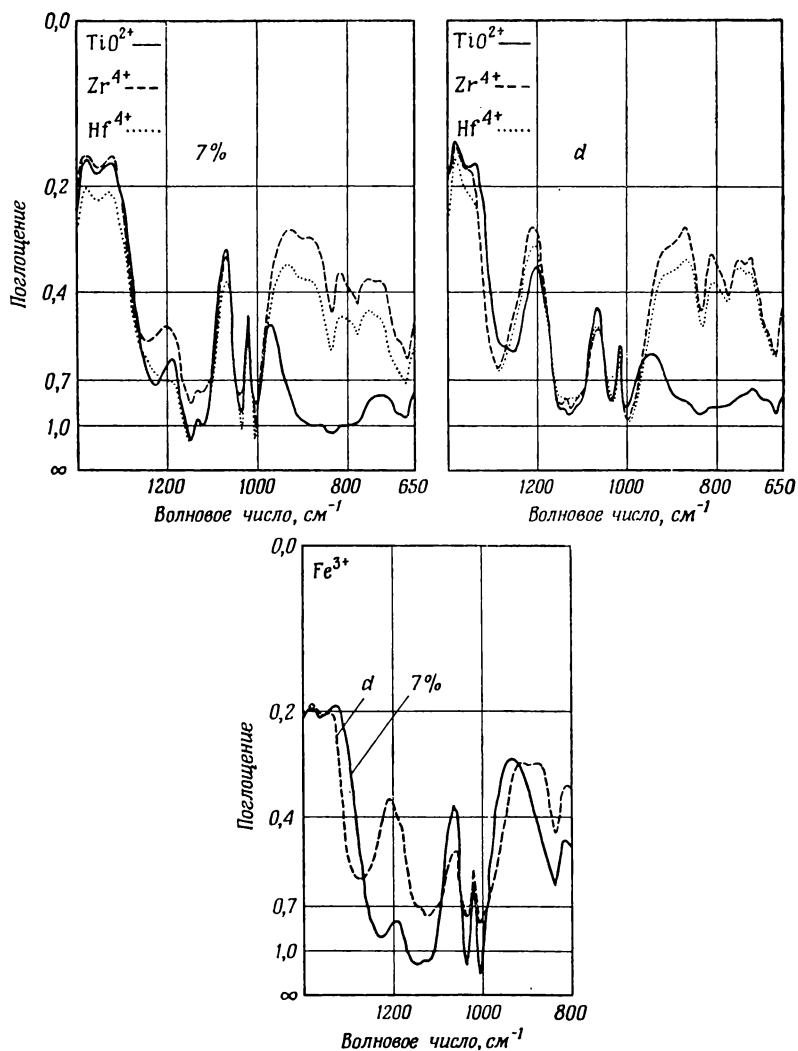 0,0
TiO²⁺
Zr⁴⁺
Hf⁴⁺
7%
0,2
0,4
0,7
1,0
∞
Поглощение
1200 1000 800 650
Волновое число, см⁻¹
TiO²⁺
Zr⁴⁺
Hf⁴⁺
d
1200 1000 800 650
Волновое число, см⁻¹
0,0
Fe³⁺
d 7%
0,2
0,4
0,7
1,0
∞
Поглощение
1200 1000 800
Волновое число, см⁻¹